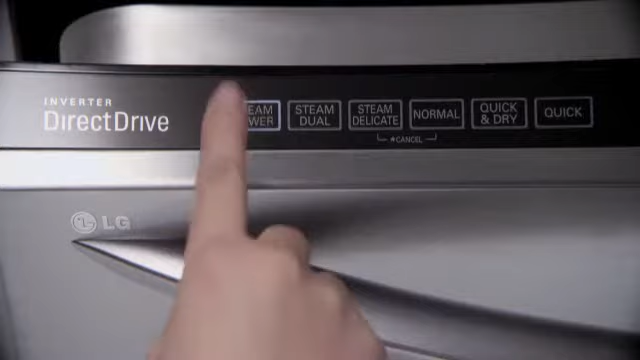 INVERTER
DirectDrive
STEAM
DUAL
STEAM
DELICATE
NORMAL
QUICK
& DRY
QUICK
*CANCEL
LG